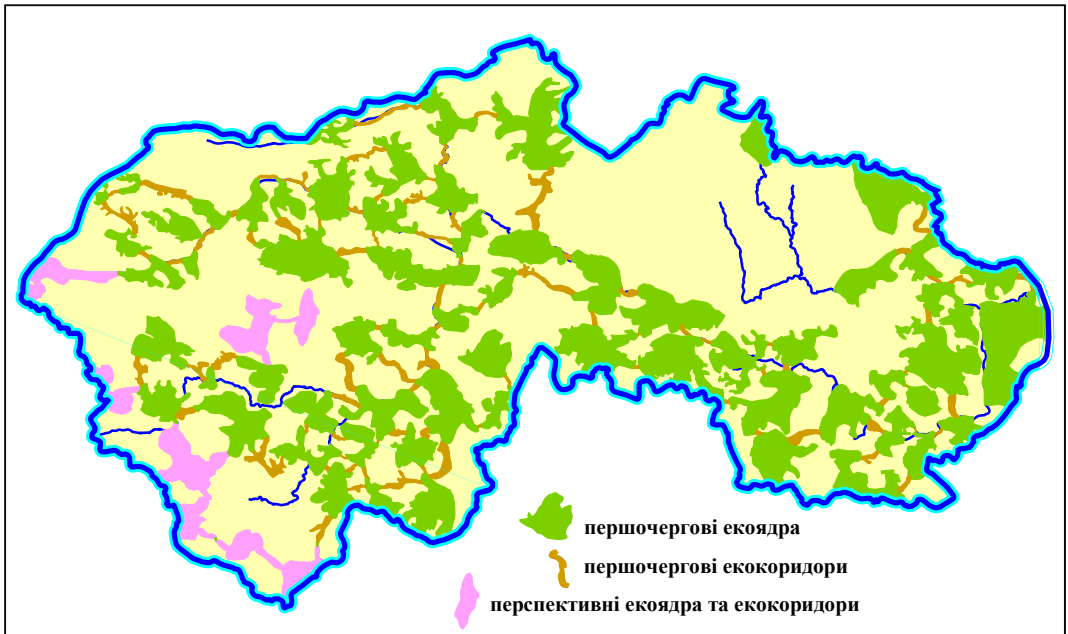 першочергові екоядра
першочергові екокоридори
перспективні екоядра та екокоридори